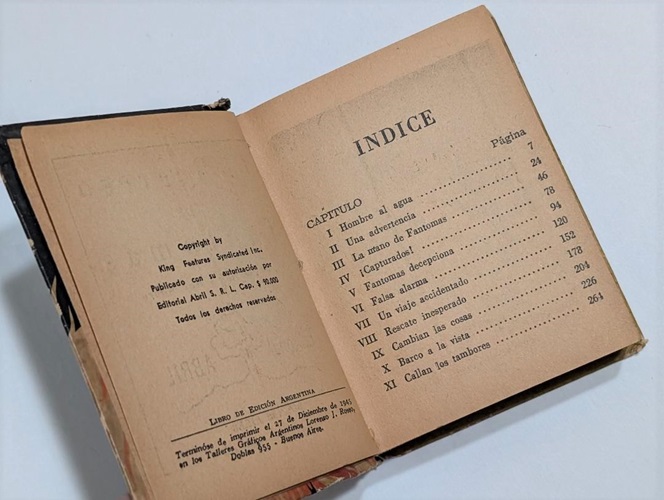 Copyright by
King Features Syndicated Inc.
Publicado con su autorización por
Editorial Abril S. R. L. Cap. $ 90.000
Todos los derechos reservados
LIBRO DE EDICIÓN ARGENTINA
Terminóse de imprimir el 27 de Diciembre de 1945
en los Talleres Gráficos Argentinos Lorenzo J. Rosso,
Doblas 955 - Buenos Aires.
INDICE
CAPITULO Página
I Hombre al agua 7
II Una advertencia 24
III La mano de Fantomas 46
IV ¡Capturados! 78
V Fantomas decepciona 94
VI Falsa alarma 120
VII Un viaje accidentado 152
VIII Rescate inesperado 178
IX Cambian las cosas 204
X Barco a la vista 226
XI Callan los tambores 264